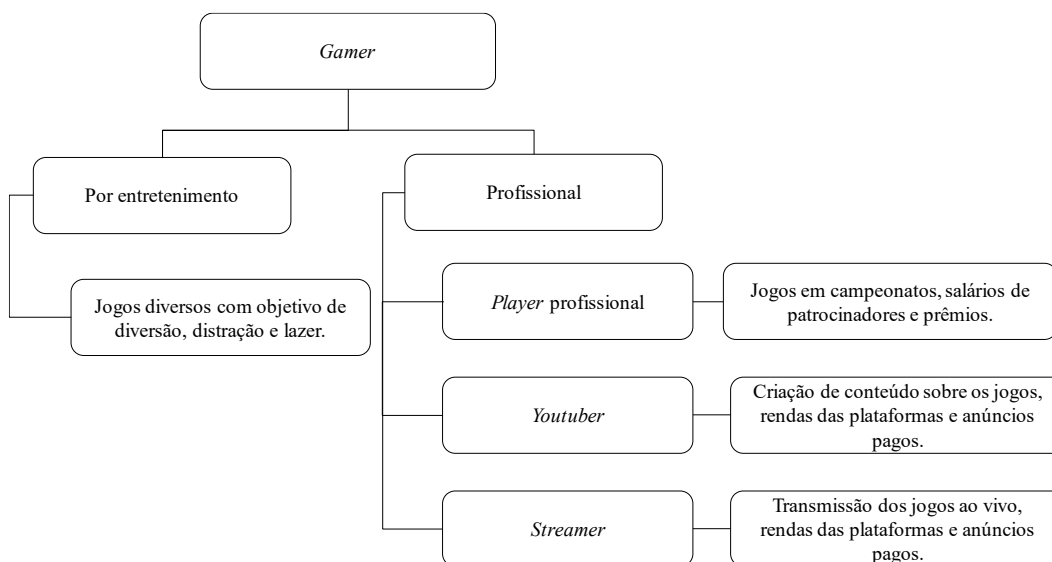 Gamer
Por entretenimento
Profissional
Jogos diversos com objetivo de
diversão, distração e lazer.
Player profissional
Jogos em campeonatos, salários de
patrocinadores e prêmios.
Youtuber
Criação de conteúdo sobre os jogos,
rendas das plataformas e anúncios
pagos.
Streamer
Transmissão dos jogos ao vivo,
rendas das plataformas e anúncios
pagos.